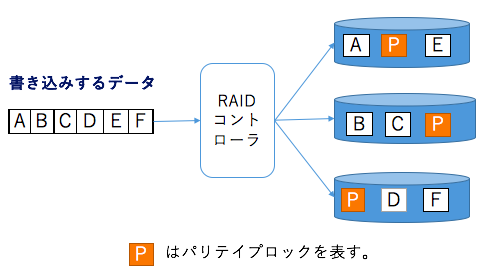 書き込みするデータ
A B C D E F
RAID
コント
ローラ
A P E
B C P
P D F
P はパリテイブロックを表す。